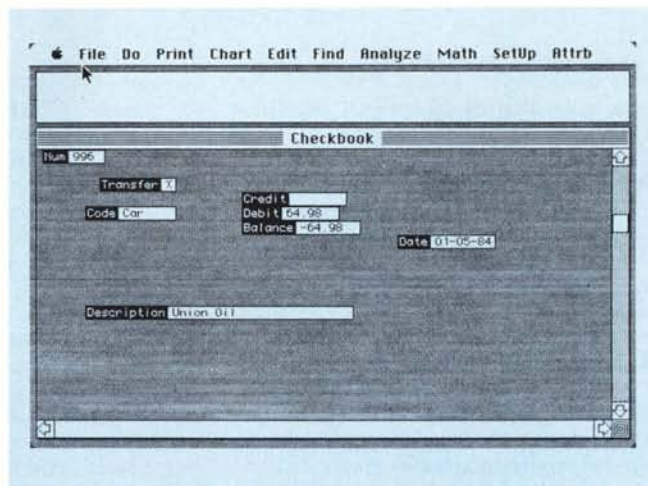 File Do Print Chart Edit Find Analyze Math SetUp Attrb
Checkbook
Num 996
Transfer X
Credit
Code Car Debit 64.98
Balance -64.98
Date 01-05-84
Description Union Oil